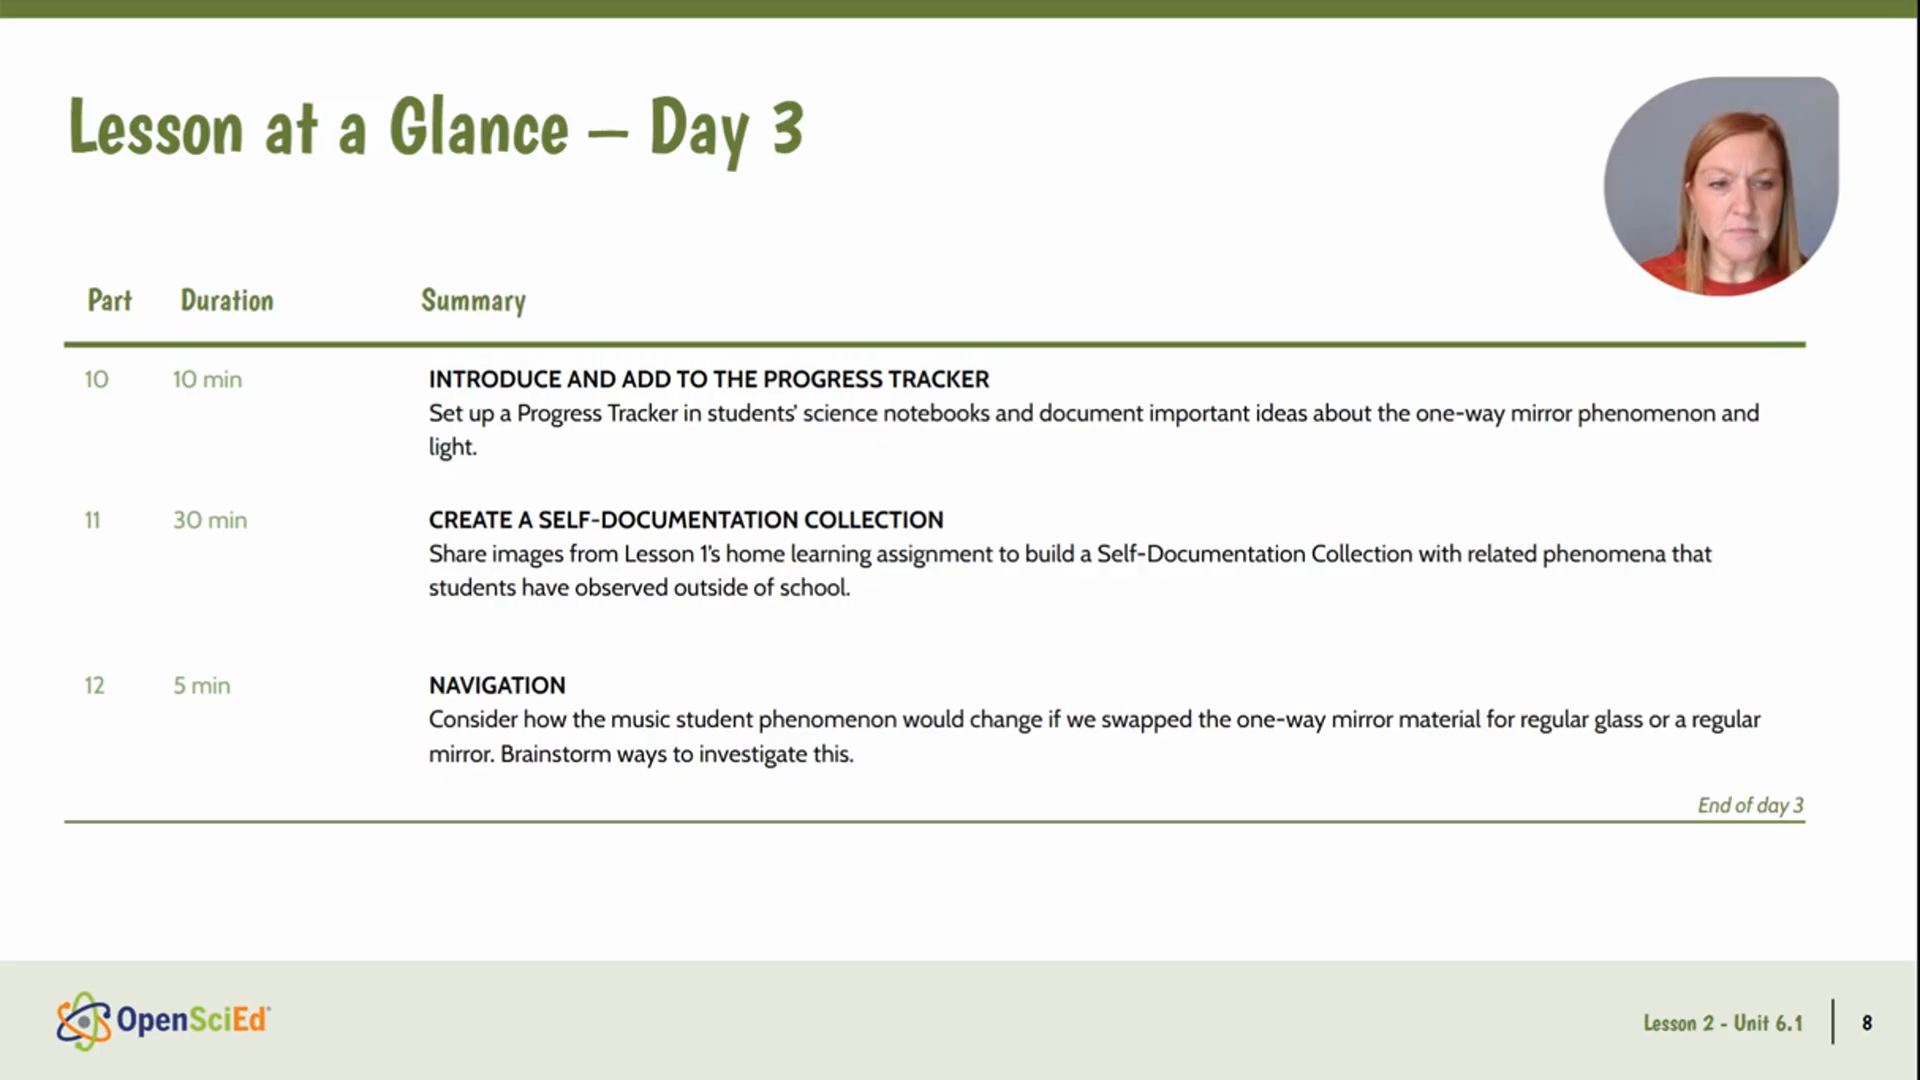 Lesson at a Glance – Day 3
Part Duration Summary
10 10 min INTRODUCE AND ADD TO THE PROGRESS TRACKER
Set up a Progress Tracker in students' science notebooks and document important ideas about the one-way mirror phenomenon and
light.
11 30 min CREATE A SELF-DOCUMENTATION COLLECTION
Share images from Lesson 1's home learning assignment to build a Self-Documentation Collection with related phenomena that
students have observed outside of school.
12 5 min NAVIGATION
Consider how the music student phenomenon would change if we swapped the one-way mirror material for regular glass or a regular
mirror. Brainstorm ways to investigate this.
End of day 3
OpenSciEd
Lesson 2 - Unit 6.1 8